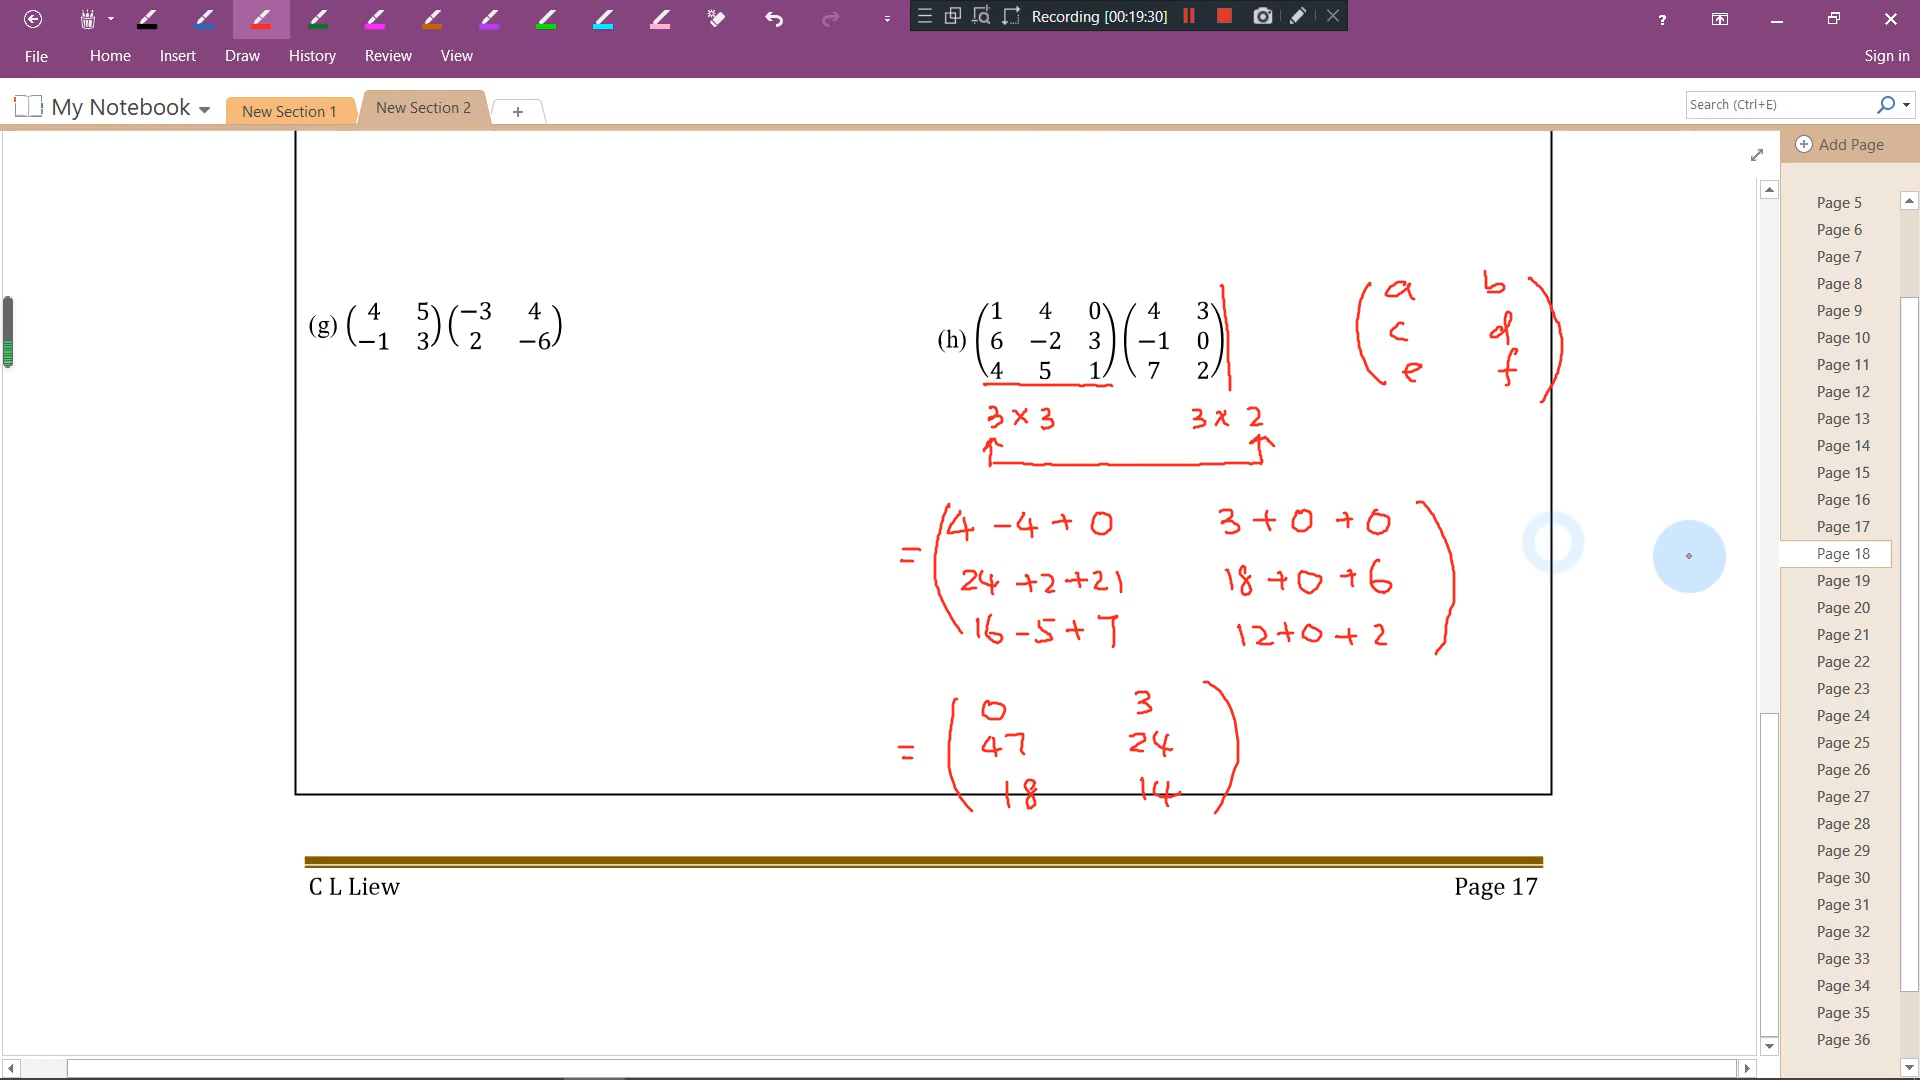 Recording [00:19:30]
?
File Home Insert Draw History Review View
Sign in
My Notebook
New Section 1
New Section 2
+
Search (Ctrl+E)
Add Page
Page 5
Page 6
Page 7
Page 8
Page 9
Page 10
Page 11
Page 12
Page 13
Page 14
Page 15
Page 16
Page 17
Page 18
Page 19
Page 20
Page 21
Page 22
Page 23
Page 24
Page 25
Page 26
Page 27
Page 28
Page 29
Page 30
Page 31
Page 32
Page 33
Page 34
Page 35
Page 36
(g) ( 4 5 ) ( −3 4 )
( −1 3 ) ( 2 −6 )
(h) ( 1 4 0 ) ( 4 3 )
( 6 −2 3 ) ( −1 0 )
( 4 5 1 ) ( 7 2 )
( a b )
( c d )
( e f )
3 × 3 3 × 2
= ( 4 - 4 + 0 3 + 0 + 0 )
( 24 + 2 + 21 18 + 0 + 6 )
( 16 - 5 + 7 12 + 0 + 2 )
= ( 0 3 )
( 47 24 )
( 18 14 )
C L Liew
Page 17